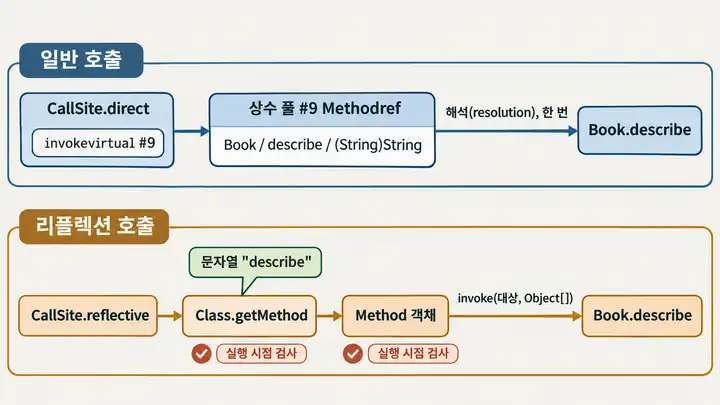 일반 호출
CallSite.direct
invokevirtual #9
상수 풀 #9 Methodref
Book / describe / (String)String
해석(resolution), 한 번
Book.describe
리플렉션 호출
문자열 "describe"
CallSite.reflective
Class.getMethod
Method 객채
invoke(대상, Object[])
Book.describe
실행 시점 검사
실행 시점 검사